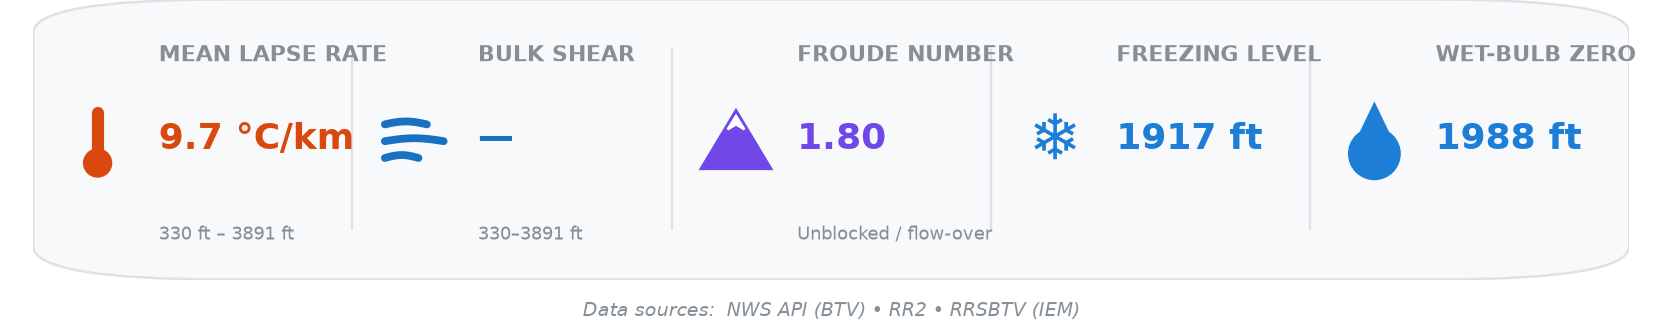 MEAN LAPSE RATE
9.7 °C/km
330 ft – 3891 ft
BULK SHEAR
—
330–3891 ft
FROUDE NUMBER
1.80
Unblocked / flow-over
FREEZING LEVEL
1917 ft
WET-BULB ZERO
1988 ft
Data sources:  NWS API (BTV) • RR2 • RRSBTV (IEM)